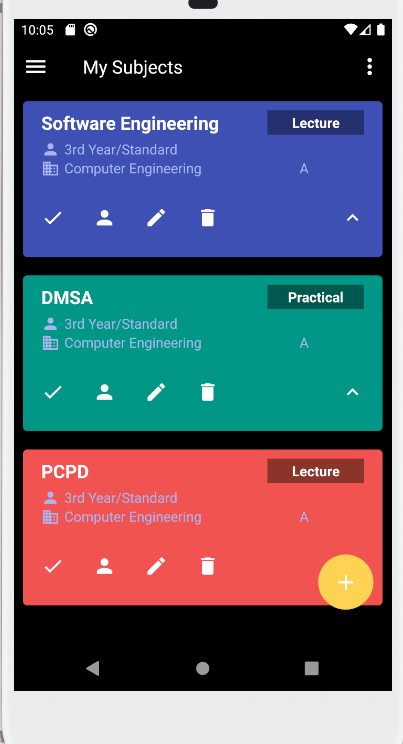 10:05
My Subjects
Software Engineering
Lecture
3rd Year/Standard
Computer Engineering
A
DMSA
Practical
3rd Year/Standard
Computer Engineering
A
PCPD
Lecture
3rd Year/Standard
Computer Engineering
A